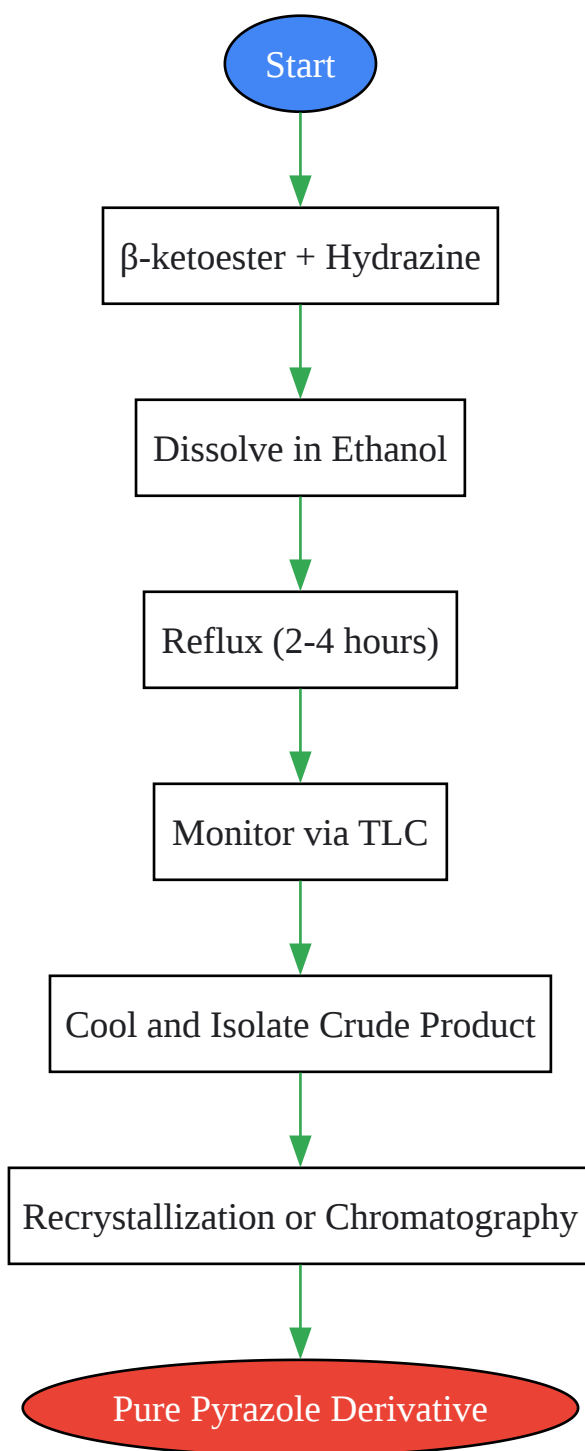 Start
β-ketoester + Hydrazine
Dissolve in Ethanol
Reflux (2-4 hours)
Monitor via TLC
Cool and Isolate Crude Product
Recrystallization or Chromatography
Pure Pyrazole Derivative